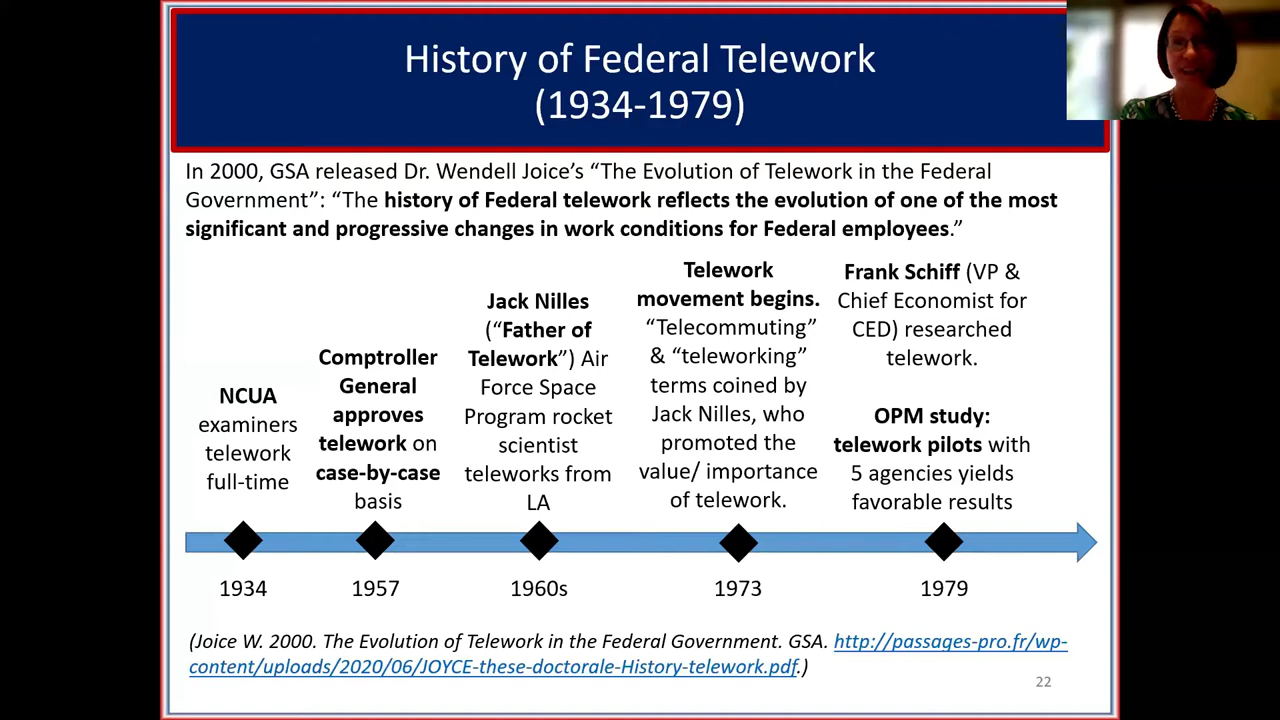 History of Federal Telework
(1934-1979)
In 2000, GSA released Dr. Wendell Joice’s “The Evolution of Telework in the Federal
Government”: “The history of Federal telework reflects the evolution of one of the most
significant and progressive changes in work conditions for Federal employees.”
NCUA
examiners
telework
full-time
Comptroller
General
approves
telework on
case-by-case
basis
Jack Nilles
(“Father of
Telework”) Air
Force Space
Program rocket
scientist
teleworks from
LA
Telework
movement begins.
“Telecommuting”
& “teleworking”
terms coined by
Jack Nilles, who
promoted the
value/ importance
of telework.
Frank Schiff (VP &
Chief Economist for
CED) researched
telework.
OPM study:
telework pilots with
5 agencies yields
favorable results
1934
1957
1960s
1973
1979
(Joice W. 2000. The Evolution of Telework in the Federal Government. GSA. http://passages-pro.fr/wp-
content/uploads/2020/06/JOYCE-these-doctorale-History-telework.pdf.)
22